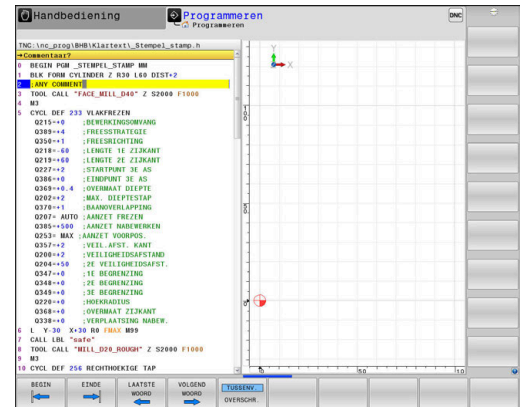 Handbediening
Programmeren
Programmeren
DNC
TNC:\nc_prog\BHB\Klartext\_Stempel_stamp.h
→Commentaar?
0 BEGIN PGM _STEMPEL_STAMP MM
1 BLK FORM CYLINDER Z R30 L60 DIST+2
2 ;ANY COMMENT
3 TOOL CALL "FACE_MILL_D40" Z S2000 F1000
4 M3
5 CYCL DEF 233 VLAKFREZEN
Q215=+0 ;BEWERKINGSOMVANG
Q389=+4 ;FREESSTRATEGIE
Q350=+1 ;FREESRICHTING
Q218=-60 ;LENGTE 1E ZIJKANT
Q219=+60 ;LENGTE 2E ZIJKANT
Q227=+2 ;STARTPUNT 3E AS
Q386=+0 ;EINDPUNT 3E AS
Q369=+0.4 ;OVERMAAT DIEPTE
Q202=+2 ;MAX. DIEPTESTAP
Q370=+1 ;BAANOVERLAPPING
Q207= AUTO ;AANZET FREZEN
Q385=+500 ;AANZET NABEWERKEN
Q253= MAX ;AANZET VOORPOS.
Q357=+2 ;VEIL.AFST. KANT
Q200=+2 ;VEILIGHEIDSAFSTAND
Q204=+50 ;2E VEILIGHEIDSAFST.
Q347=+0 ;1E BEGRENZING
Q348=+0 ;2E BEGRENZING
Q349=+0 ;3E BEGRENZING
Q220=+0 ;HOEKRADIUS
Q368=+0 ;OVERMAAT ZIJKANT
Q338=+0 ;VERPLAATSING NABEW.
6 L Y-30 X+30 R0 FMAX M99
7 CALL LBL "safe"
8 TOOL CALL "MILL_D20_ROUGH" Z S2000 F1000
9 M3
10 CYCL DEF 256 RECHTHOEKIGE TAP
Y
X
100
50
0
0
50
100
BEGIN
EINDE
LAATSTE WOORD
VOLGEND WOORD
TUSSENV.
OVERSCHR.